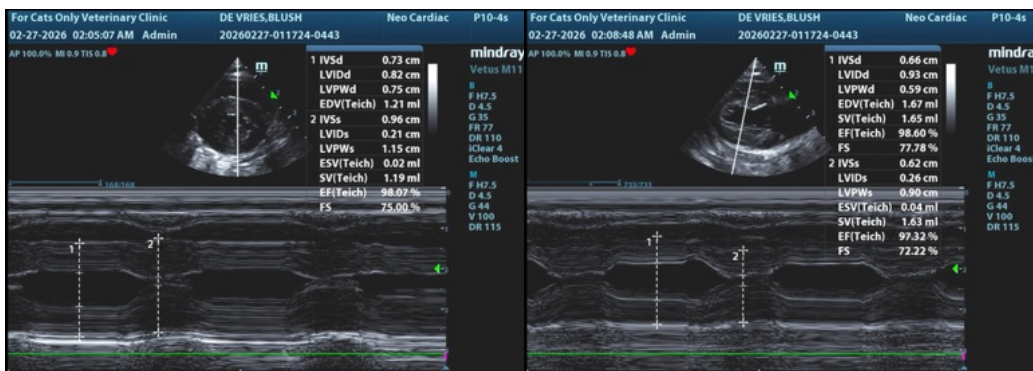 For Cats Only Veterinary Clinic DE VRIES,BLUSH Neo Cardiac P10-4s
02-27-2026 02:05:07 AM Admin 20260227-011724-0443
AP 100.0% MI 0.9 TIS 0.8
mindray
Vetus M11
m
1 IVSd 0.73 cm
LVIDd 0.82 cm
LVPWd 0.75 cm
EDV(Teich) 1.21 ml
2 IVSs 0.96 cm
LVIDs 0.21 cm
LVPWs 1.15 cm
ESV(Teich) 0.02 ml
SV(Teich) 1.19 ml
EF(Teich) 98.07 %
FS 75.00 %
B
F H7.5
D 4.5
G 35
FR 77
DR 110
iClear 4
Echo Boost
M
F H7.5
D 4.5
G 44
V 100
DR 115
168/168
1
2
For Cats Only Veterinary Clinic DE VRIES,BLUSH Neo Cardiac P10-4s
02-27-2026 02:08:48 AM Admin 20260227-011724-0443
AP 100.0% MI 0.9 TIS 0.8
mindray
Vetus M11
m
1 IVSd 0.66 cm
LVIDd 0.93 cm
LVPWd 0.59 cm
EDV(Teich) 1.67 ml
SV(Teich) 1.65 ml
EF(Teich) 98.60 %
FS 77.78 %
2 IVSs 0.62 cm
LVIDs 0.26 cm
LVPWs 0.90 cm
ESV(Teich) 0.04 ml
SV(Teich) 1.63 ml
EF(Teich) 97.32 %
FS 72.22 %
B
F H7.5
D 4.5
G 35
FR 77
DR 110
iClear 4
Echo Boost
M
F H7.5
D 4.5
G 44
V 100
DR 115
733/733
1
2